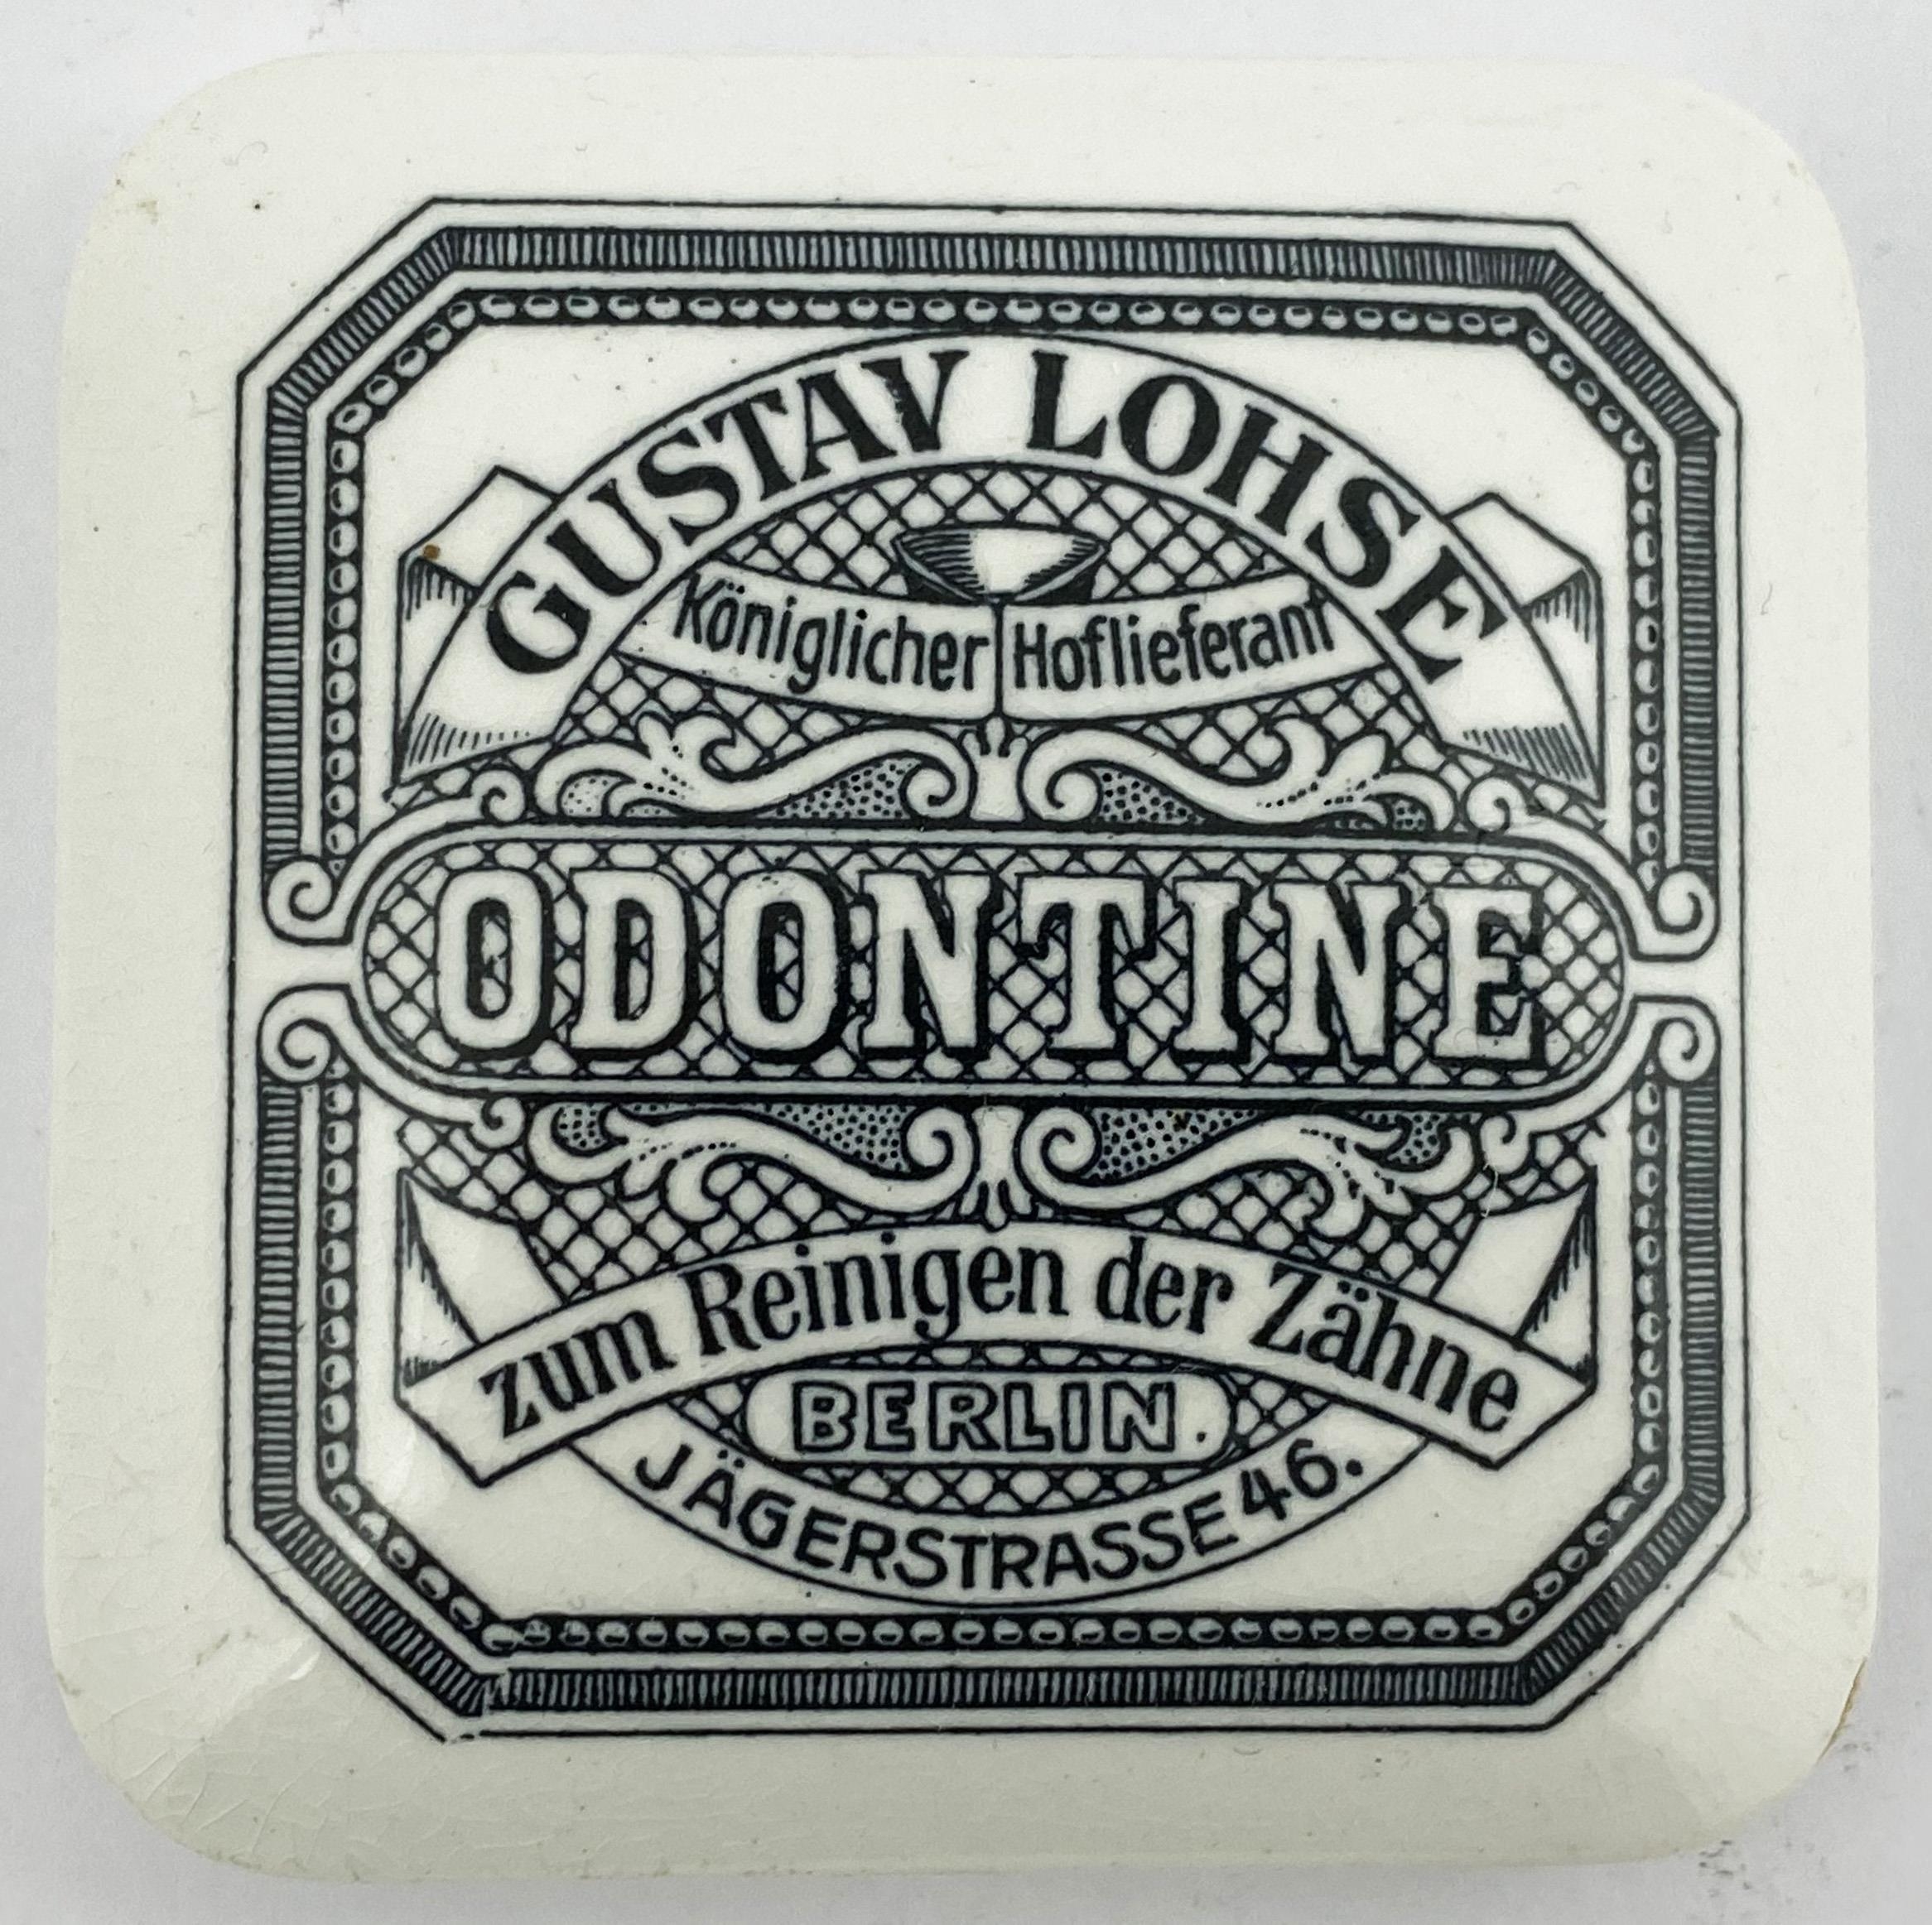 GUSTAV LOHSE
Königlicher Hoflieferant
ODONTINE
zum Reinigen der Zähne
BERLIN.
JÄGERSTRASSE 46.